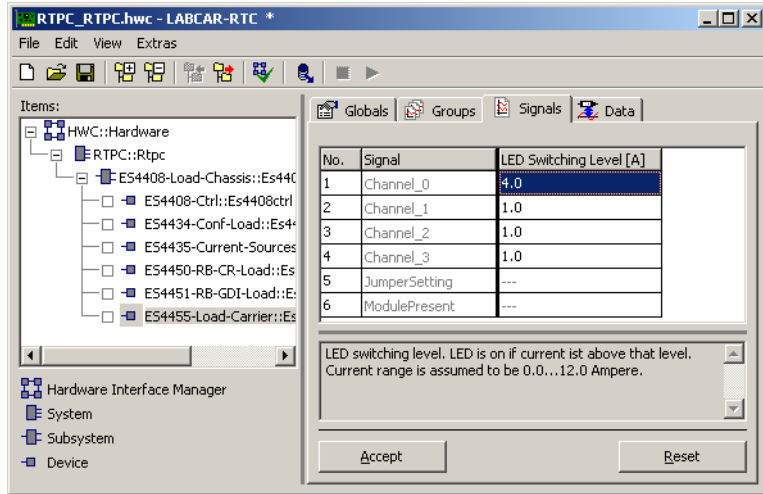 RTPC_RTPC.hwc - LABCAR-RTC *
File Edit View Extras
Items:
HWC::Hardware
RTPC::Rtpc
ES4408-Load-Chassis::Es440
ES4408-Ctrl::Es4408ctrl
ES4434-Conf-Load::Es44
ES4435-Current-Sources
ES4450-RB-CR-Load::Es
ES4451-RB-GDI-Load::Es
ES4455-Load-Carrier::Es
Hardware Interface Manager
System
Subsystem
Device
Globals Groups Signals Data
No. Signal LED Switching Level [A]
1 Channel_0 4.0
2 Channel_1 1.0
3 Channel_2 1.0
4 Channel_3 1.0
5 JumperSetting ---
6 ModulePresent ---
LED switching level. LED is on if current ist above that level.
Current range is assumed to be 0.0...12.0 Ampere.
Accept Reset